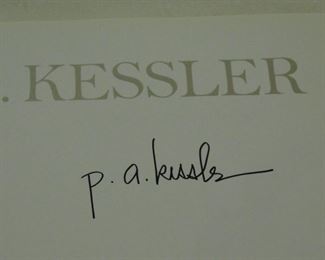 . KESSLER
p. a. kessler